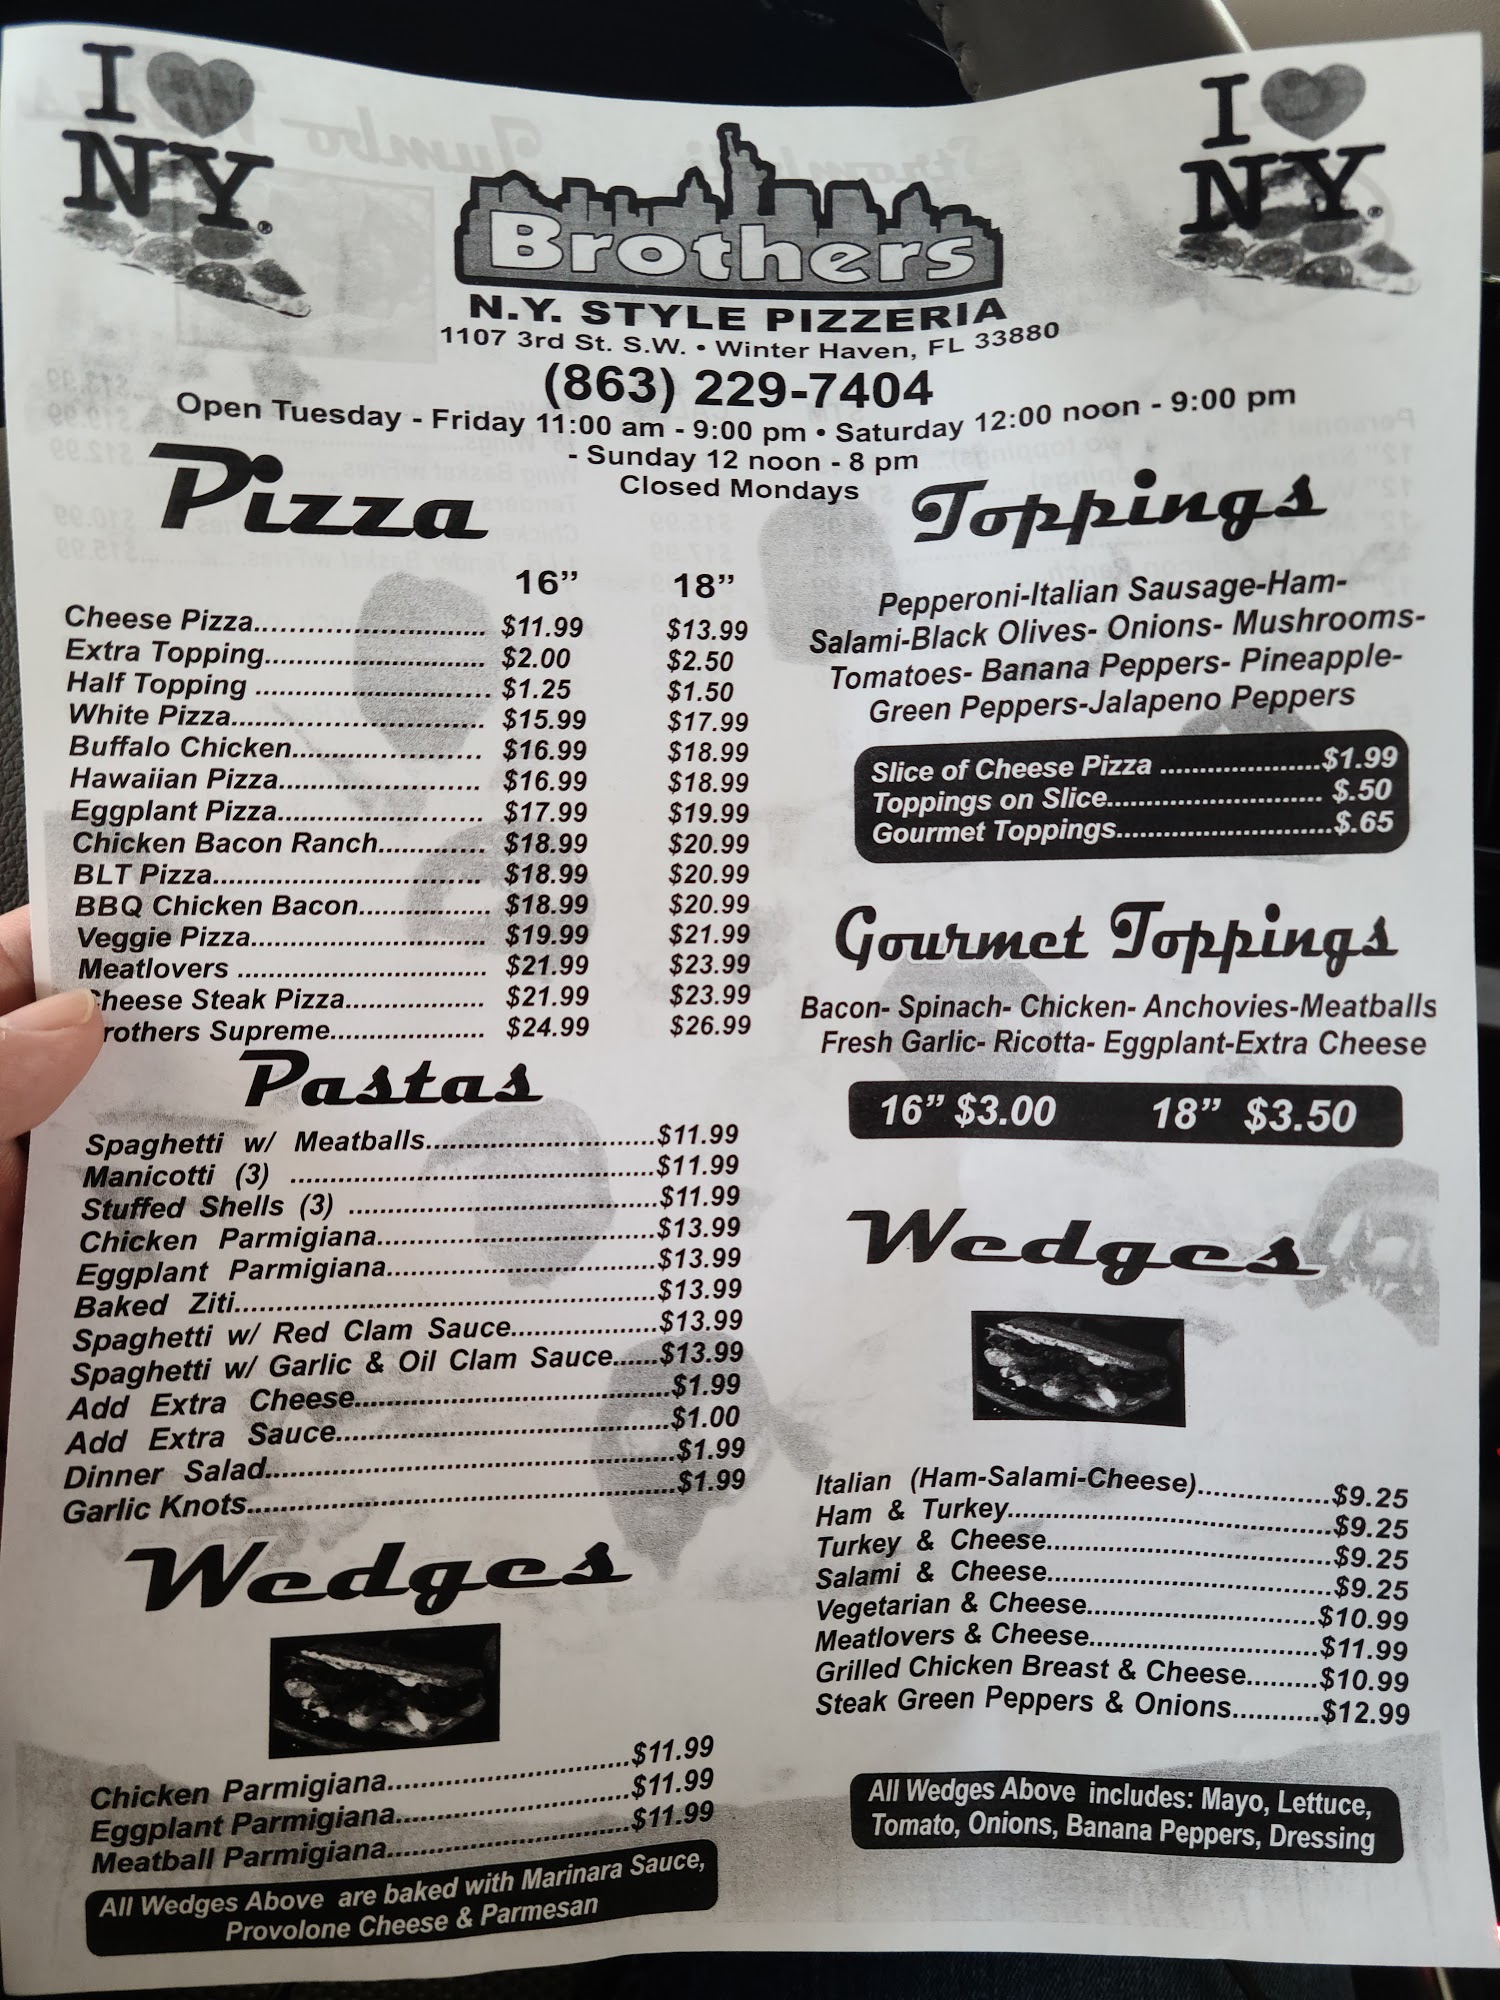 I ♥
NY®
I ♥
NY®
Brothers
N.Y. STYLE PIZZERIA
1107 3rd St. S.W. • Winter Haven, FL 33880
(863) 229-7404
Open Tuesday - Friday 11:00 am - 9:00 pm • Saturday 12:00 noon - 9:00 pm
- Sunday 12 noon - 8 pm
Closed Mondays
Pizza
16” 18”
Cheese Pizza.............................. $11.99 $13.99
Extra Topping............................. $2.00 $2.50
Half Topping .............................. $1.25 $1.50
White Pizza................................ $15.99 $17.99
Buffalo Chicken........................ $16.99 $18.99
Hawaiian Pizza.......................... $16.99 $18.99
Eggplant Pizza........................... $17.99 $19.99
Chicken Bacon Ranch............. $18.99 $20.99
BLT Pizza................................... $18.99 $20.99
BBQ Chicken Bacon................. $18.99 $20.99
Veggie Pizza.............................. $19.99 $21.99
Meatlovers ................................ $21.99 $23.99
Cheese Steak Pizza.................. $21.99 $23.99
Brothers Supreme.................... $24.99 $26.99
Pastas
Spaghetti w/ Meatballs.............................$11.99
Manicotti (3) ..............................................$11.99
Stuffed Shells (3) .......................................$11.99
Chicken Parmigiana...................................$13.99
Eggplant Parmigiana..................................$13.99
Baked Ziti.....................................................$13.99
Spaghetti w/ Red Clam Sauce...................$13.99
Spaghetti w/ Garlic & Oil Clam Sauce......$13.99
Add Extra Cheese........................................$1.99
Add Extra Sauce..........................................$1.00
Dinner Salad....................................................$1.99
Garlic Knots......................................................$1.99
Wedges
Chicken Parmigiana...............................$11.99
Eggplant Parmigiana..............................$11.99
Meatball Parmigiana...............................$11.99
All Wedges Above are baked with Marinara Sauce,
Provolone Cheese & Parmesan
Toppings
Pepperoni-Italian Sausage-Ham-
Salami-Black Olives- Onions- Mushrooms-
Tomatoes- Banana Peppers- Pineapple-
Green Peppers-Jalapeno Peppers
Slice of Cheese Pizza .....................$1.99
Toppings on Slice............................ $.50
Gourmet Toppings............................$.65
Gourmet Toppings
Bacon- Spinach- Chicken- Anchovies-Meatballs
Fresh Garlic- Ricotta- Eggplant-Extra Cheese
16” $3.00 18” $3.50
Wedges
Italian (Ham-Salami-Cheese)................$9.25
Ham & Turkey.......................................$9.25
Turkey & Cheese..................................$9.25
Salami & Cheese..................................$9.25
Vegetarian & Cheese............................$10.99
Meatlovers & Cheese............................$11.99
Grilled Chicken Breast & Cheese.........$10.99
Steak Green Peppers & Onions...........$12.99
All Wedges Above includes: Mayo, Lettuce,
Tomato, Onions, Banana Peppers, Dressing